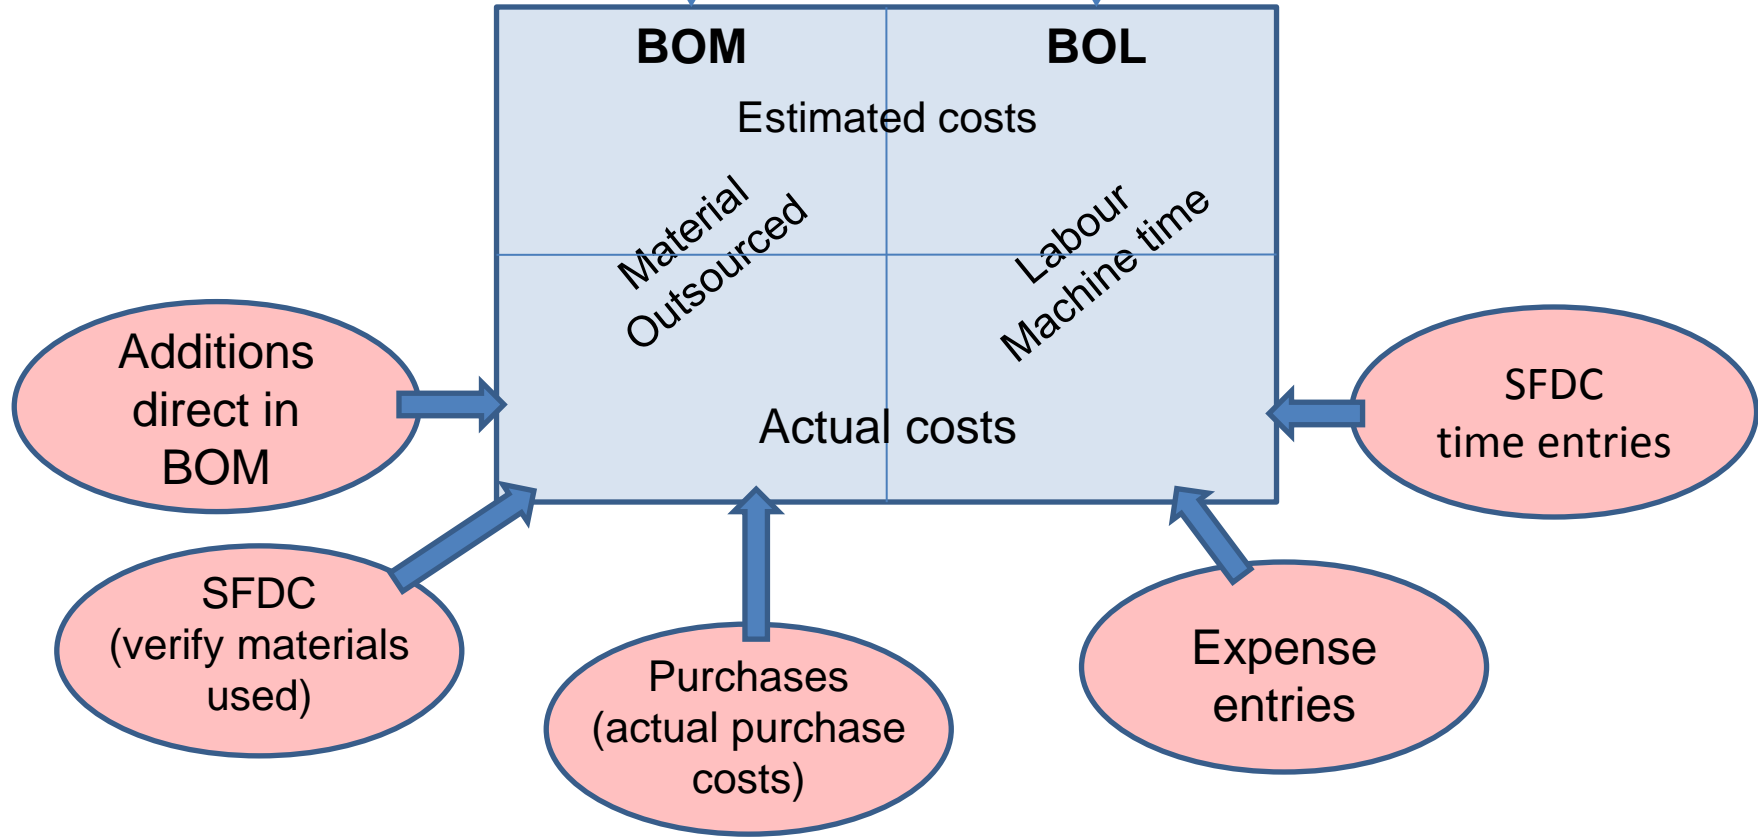 BOM
BOL
Estimated costs
Material
Outsourced
Labour
Machine time
Actual costs
Additions
direct in
BOM
SFDC
time entries
SFDC
(verify materials
used)
Purchases
(actual purchase
costs)
Expense
entries